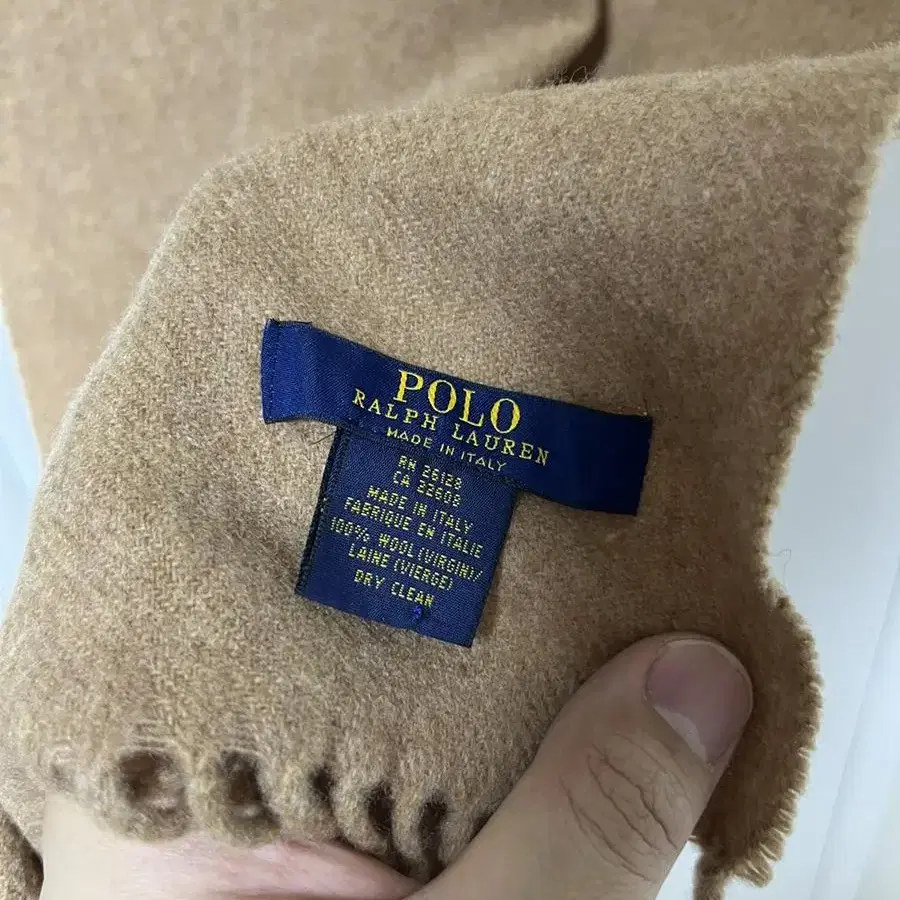 POLO
RALPH LAUREN
MADE IN ITALY
RN 26128
CA 22608
MADE IN ITALY
FABRIQUE EN ITALIE
100% WOOL(VIRGIN)/
LAINE (VIERGE)
DRY CLEAN